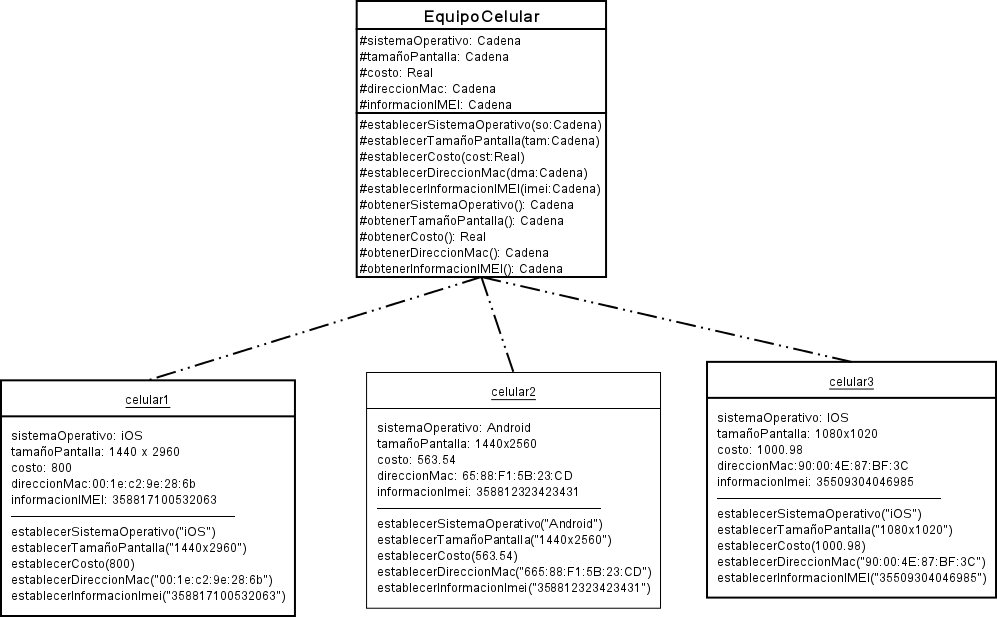 EquipoCelular
#sistemaOperativo: Cadena
#tamañoPantalla: Cadena
#costo: Real
#direccionMac: Cadena
#informacionIMEI: Cadena
#establecerSistemaOperativo(so:Cadena)
#establecerTamañoPantalla(tam:Cadena)
#establecerCosto(cost:Real)
#establecerDireccionMac(dma:Cadena)
#establecerInformacionIMEI(imei:Cadena)
#obtenerSistemaOperativo(): Cadena
#obtenerTamañoPantalla(): Cadena
#obtenerCosto(): Real
#obtenerDireccionMac(): Cadena
#obtenerInformacionIMEI(): Cadena
celular1
sistemaOperativo: iOS
tamañoPantalla: 1440 x 2960
costo: 800
direccionMac:00:1e:c2:9e:28:6b
informacionIMEI: 358817100532063
establecerSistemaOperativo("iOS")
establecerTamañoPantalla("1440x2960")
establecerCosto(800)
establecerDireccionMac("00:1e:c2:9e:28:6b")
establecerInformacionImei("358817100532063")
celular2
sistemaOperativo: Android
tamañoPantalla: 1440x2560
costo: 563.54
direccionMac: 65:88:F1:5B:23:CD
informacionImei: 358812323423431
establecerSistemaOperativo("Android")
establecerTamañoPantalla("1440x2560")
establecerCosto(563.54)
establecerDireccionMac("665:88:F1:5B:23:CD")
establecerInformacionImei("358812323423431")
celular3
sistemaOperativo: IOS
tamañoPantalla: 1080x1020
costo: 1000.98
direccionMac:90:00:4E:87:BF:3C
informacionImei: 35509304046985
establecerSistemaOperativo("iOS")
establecerTamañoPantalla("1080x1020")
establecerCosto(1000.98)
establecerDireccionMac("90:00:4E:87:BF:3C")
establecerInformacionIMEI("35509304046985")